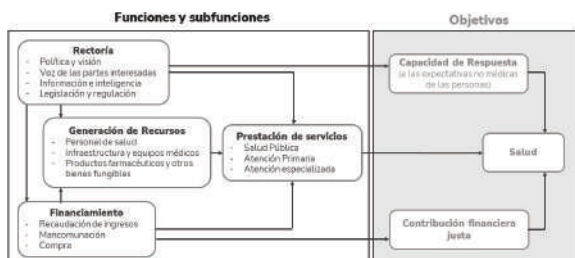 Funciones y subfunciones
Objetivos
Rectoría
- Política y visión
- Voz de las partes interesadas
- Información e inteligencia
- Legislación y regulación
Capacidad de Respuesta
(a las expectativas no médicas
de las personas)
Generación de Recursos
- Personal de salud
- Infraestructura y equipos médicos
- Productos farmacéuticos y otros
bienes fungibles
Prestación de servicios
- Salud Pública
- Atención Primaria
- Atención especializada
Salud
Financiamiento
- Recaudación de ingresos
- Mancomunación
- Compra
Contribución financiera
justa